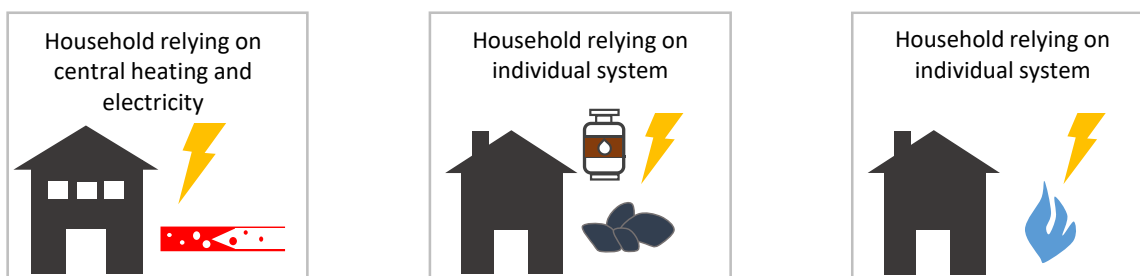 Household relying on
central heating and
electricity
Household relying on
individual system
Household relying on
individual system